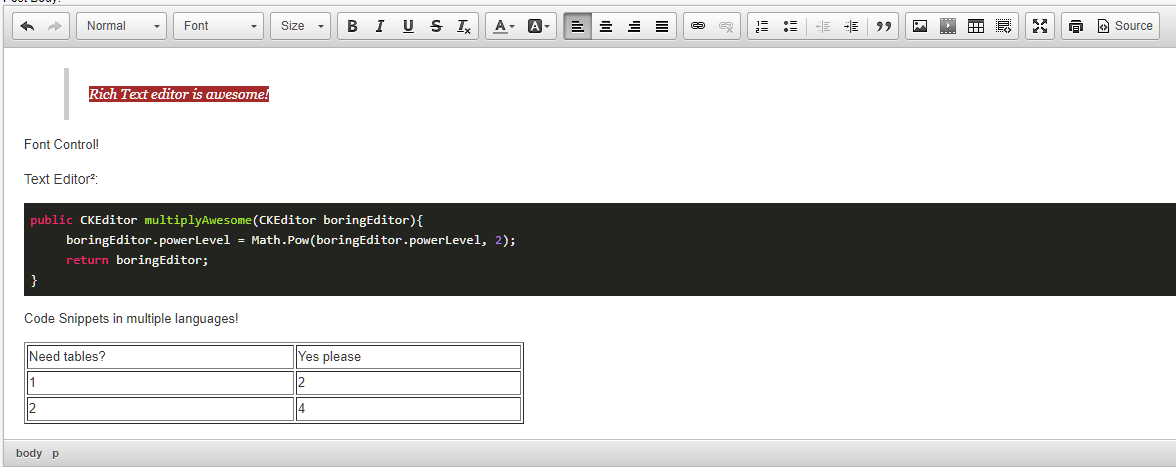 Normal Font Size B I U S Tx A A Source
Rich Text editor is awesome!
Font Control!
Text Editor²:
public CKEditor multiplyAwesome(CKEditor boringEditor){
boringEditor.powerLevel = Math.Pow(boringEditor.powerLevel, 2);
return boringEditor;
}
Code Snippets in multiple languages!
Need tables? Yes please
1 2
2 4
body p